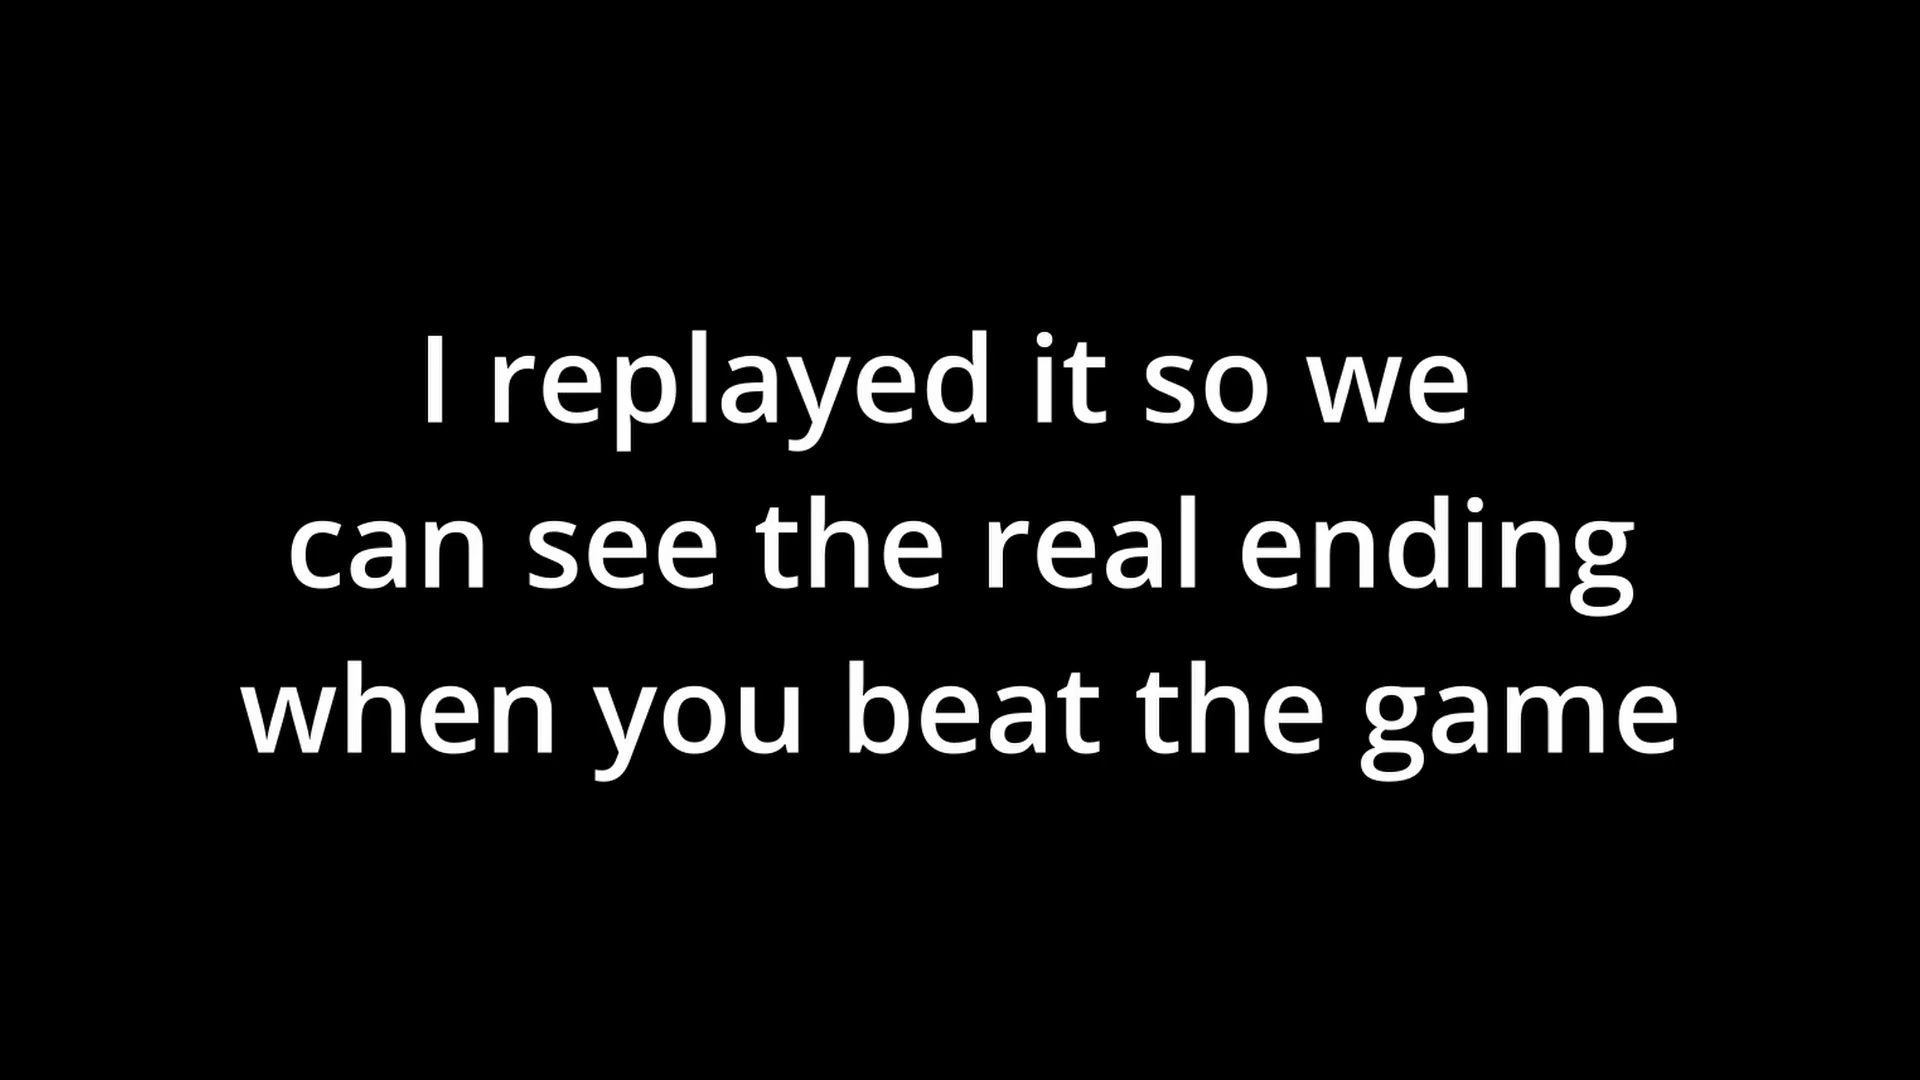 I replayed it so we
can see the real ending
when you beat the game